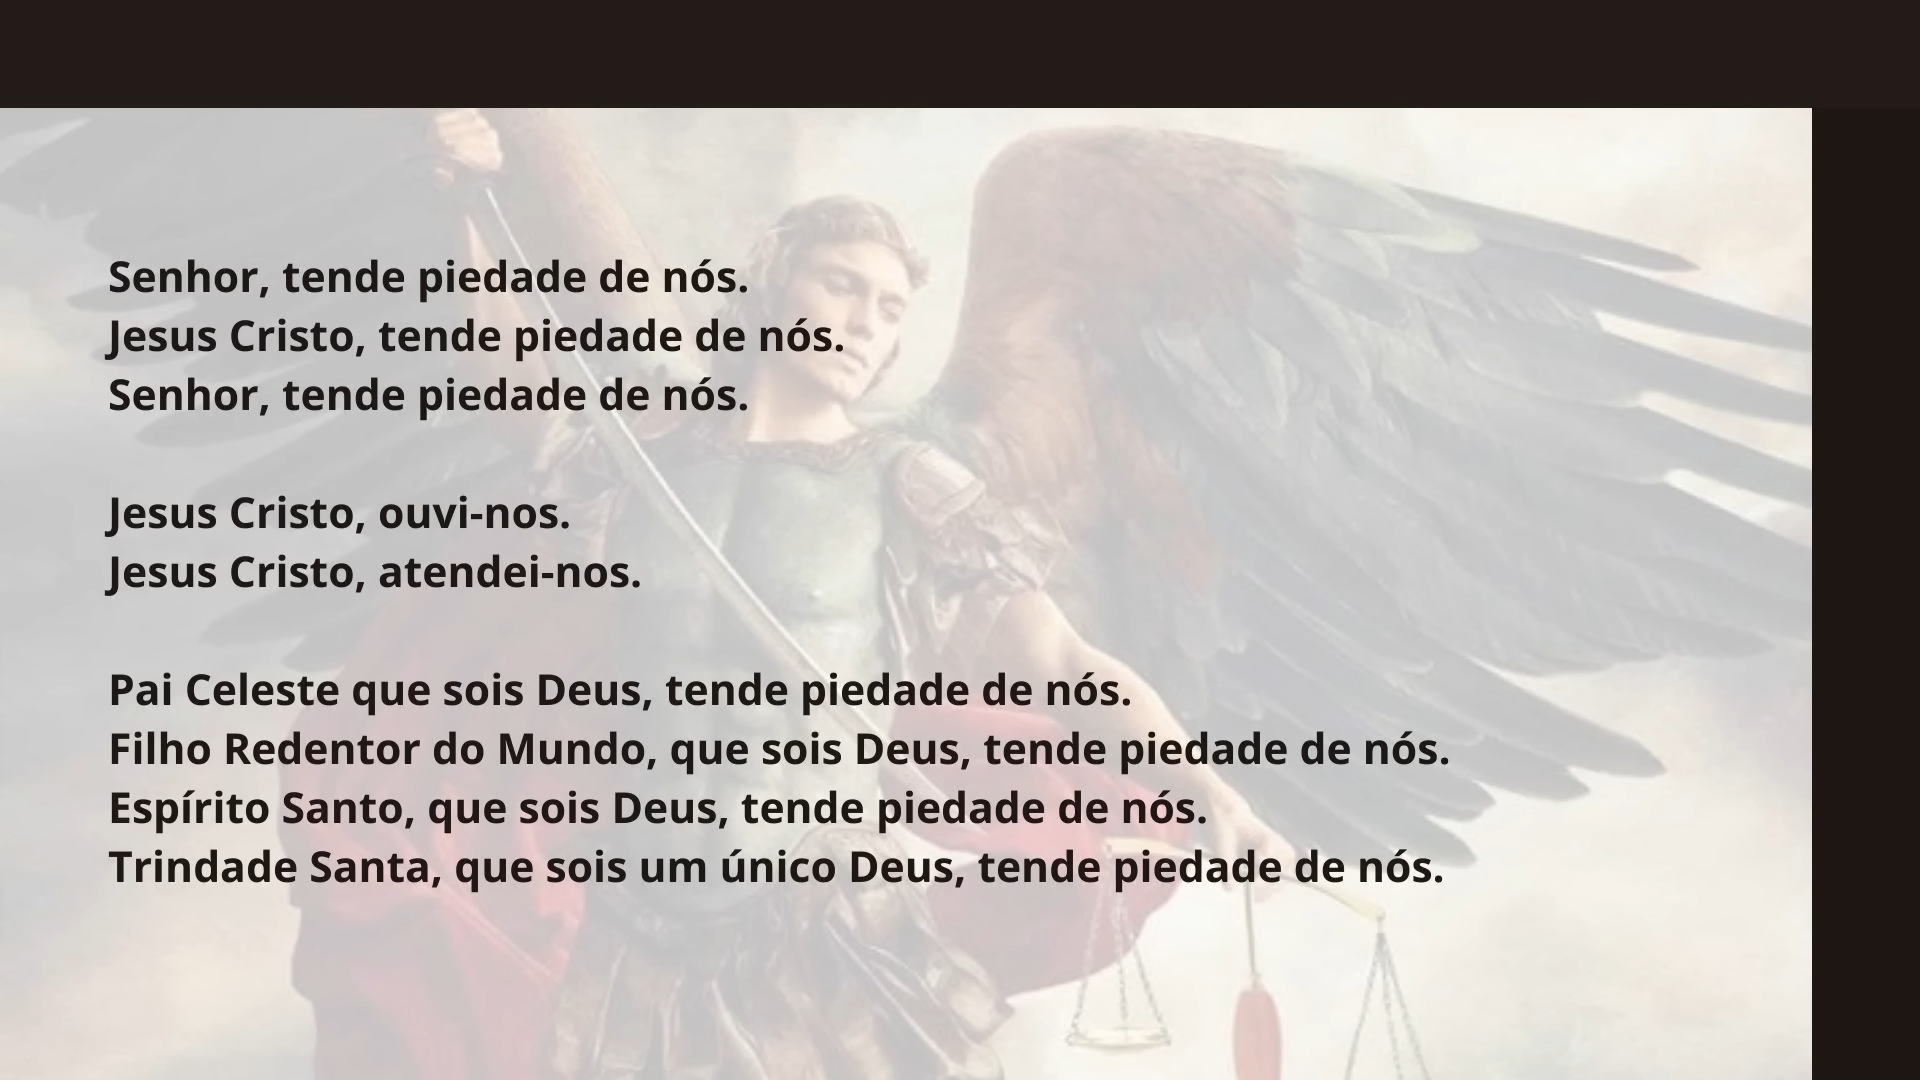 Senhor, tende piedade de nós.
Jesus Cristo, tende piedade de nós.
Senhor, tende piedade de nós.
Jesus Cristo, ouvi-nos.
Jesus Cristo, atendei-nos.
Pai Celeste que sois Deus, tende piedade de nós.
Filho Redentor do Mundo, que sois Deus, tende piedade de nós.
Espírito Santo, que sois Deus, tende piedade de nós.
Trindade Santa, que sois um único Deus, tende piedade de nós.